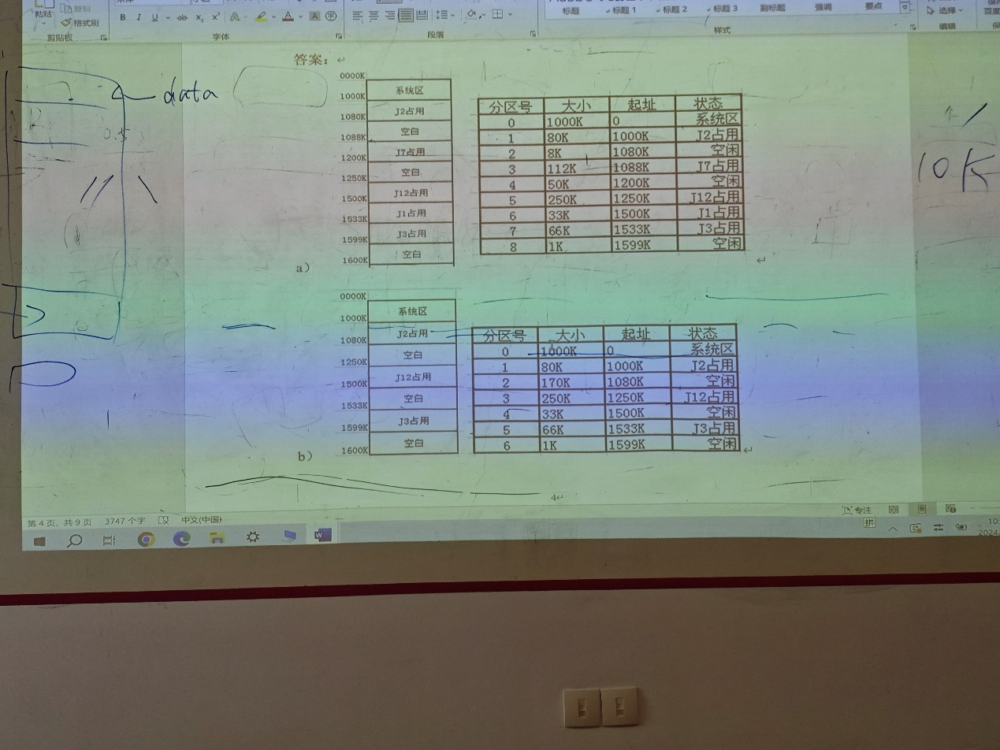 粘贴
复制
格式刷
B I U ab x₂ x² A A A 字
标题 标题 1 标题 2 标题 3 副标题 强调 要点
选择
剪贴板 字体 段落 样式 编辑
答案：
data
0000K
系统区
1000K
J2占用
1080K
空白
1088K
J7占用
1200K
空白
1250K
J12占用
1500K
J1占用
1533K
J3占用
1599K
空白
1600K
a）
分区号 大小 起址 状态
0 1000K 0 系统区
1 80K 1000K J2占用
2 8K 1080K 空闲
3 112K 1088K J7占用
4 50K 1200K 空闲
5 250K 1250K J12占用
6 33K 1500K J1占用
7 66K 1533K J3占用
8 1K 1599K 空闲
10K
0000K
系统区
1000K
J2占用
1080K
空白
1250K
J12占用
1500K
空白
1533K
J3占用
1599K
空白
1600K
b）
分区号 大小 起址 状态
0 1000K 0 系统区
1 80K 1000K J2占用
2 170K 1080K 空闲
3 250K 1250K J12占用
4 33K 1500K 空闲
5 66K 1533K J3占用
6 1K 1599K 空闲
4
第 4 页，共 9 页 3747 个字 中文(中国) 专注
拼